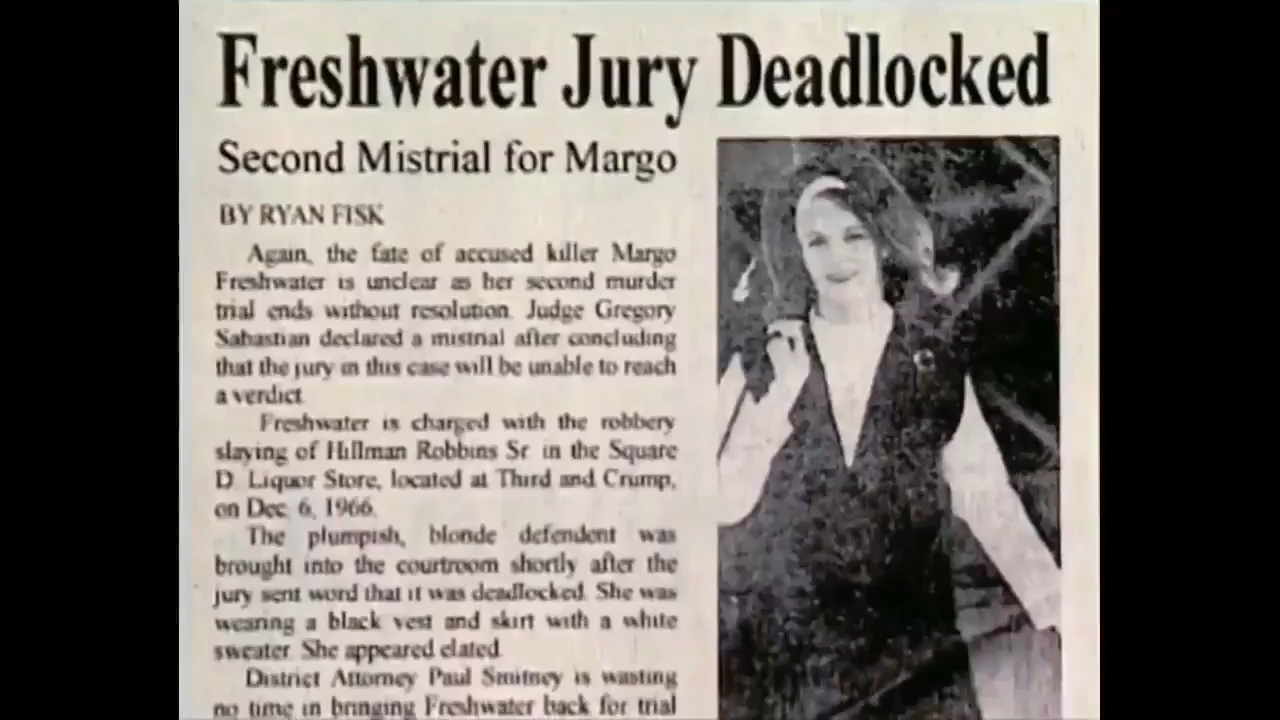 Freshwater Jury Deadlocked
Second Mistrial for Margo
BY RYAN FISK
Again, the fate of accused killer Margo
Freshwater is unclear as her second murder
trial ends without resolution. Judge Gregory
Sabastian declared a mistrial after concluding
that the jury in this case will be unable to reach
a verdict.
Freshwater is charged with the robbery
slaying of Hillman Robbins Sr. in the Square
D. Liquor Store, located at Third and Crump,
on Dec. 6, 1966.
The plumpish, blonde defendent was
brought into the courtroom shortly after the
jury sent word that it was deadlocked. She was
wearing a black vest and skirt with a white
sweater. She appeared elated.
District Attorney Paul Smitney is wasting
no time in bringing Freshwater back for trial